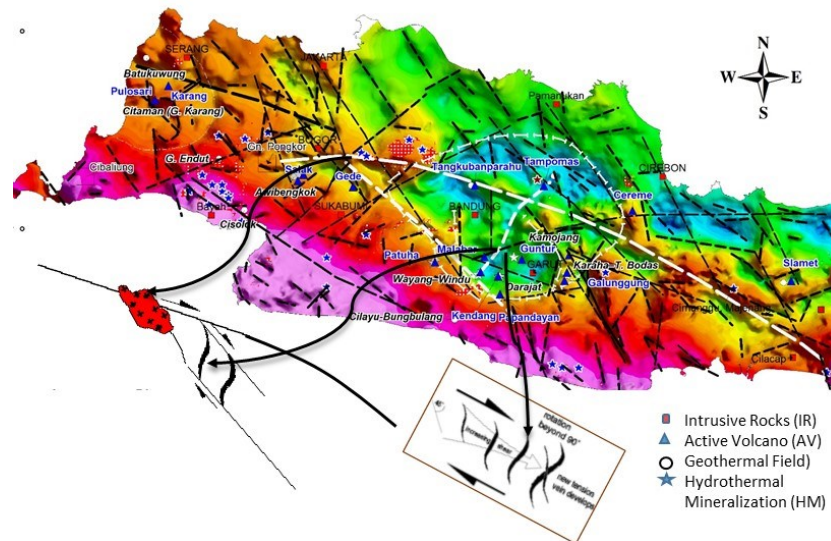 SERANG
JAKARTA
N
W
E
S
Batukuwung
Pulosari
Karang
Citaman (G. Karang)
Pamanukan
BOGOR
Gn. Pongkor
Cibaliung
G. Endut
Salak
Gede
Awibengkok
Tangkubanparahu
Tampomas
CIREBON
Cereme
Bayah
SUKABUMI
BANDUNG
Cisolok
Kamojang
Guntur
Patuha
Malabar
GARUT
Karaha-T. Bodas
Slamet
Wayang-Windu
Darajat
Galunggung
Cilayu-Bungbulang
Kendang
Papandayan
Cilacap
rotation
beyond 90°
increasing shear
45°
new tension
vein develops
Intrusive Rocks (IR)
Active Volcano (AV)
Geothermal Field)
Hydrothermal
Mineralization (HM)